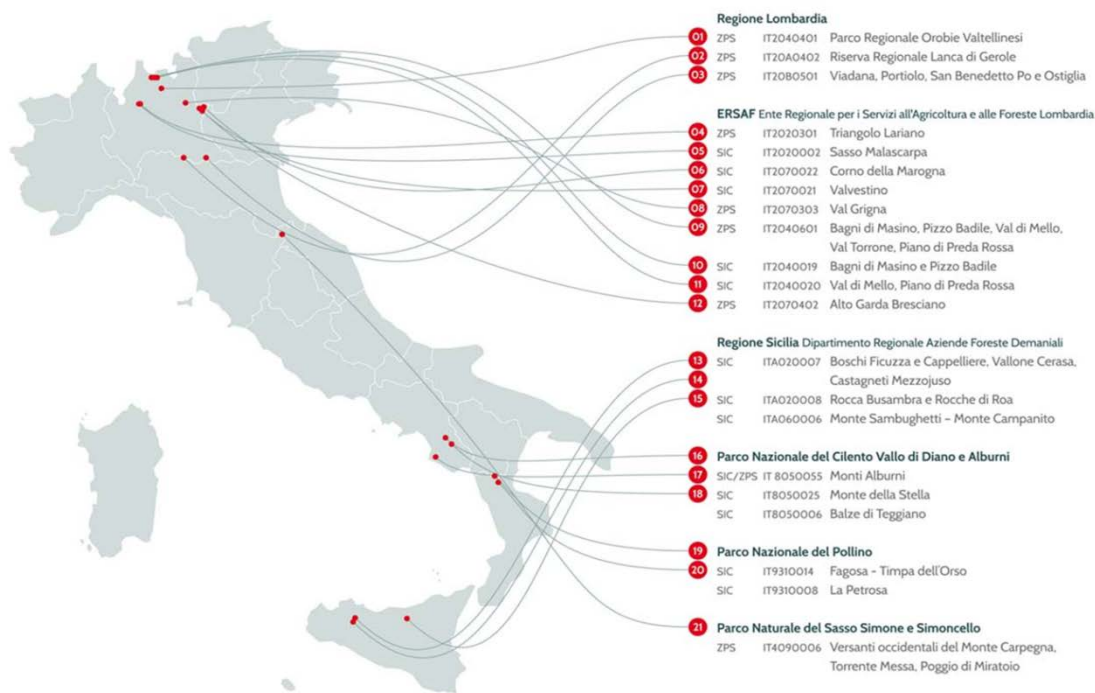 Regione Lombardia
01 ZPS IT2040401 Parco Regionale Orobie Valtellinesi
02 ZPS IT20A0402 Riserva Regionale Lanca di Gerole
03 ZPS IT20B0501 Viadana, Portiolo, San Benedetto Po e Ostiglia
ERSAF Ente Regionale per i Servizi all'Agricoltura e alle Foreste Lombardia
04 ZPS IT2020301 Triangolo Lariano
05 SIC IT2020002 Sasso Malascarpa
06 SIC IT2070022 Corno della Marogna
07 SIC IT2070021 Valvestino
08 ZPS IT2070303 Val Grigna
09 ZPS IT2040601 Bagni di Masino, Pizzo Badile, Val di Mello,
Val Torrone, Piano di Preda Rossa
10 SIC IT2040019 Bagni di Masino e Pizzo Badile
11 SIC IT2040020 Val di Mello, Piano di Preda Rossa
12 ZPS IT2070402 Alto Garda Bresciano
Regione Sicilia Dipartimento Regionale Aziende Foreste Demaniali
13 SIC ITA020007 Boschi Ficuzza e Cappelliere, Vallone Cerasa,
14 Castagneti Mezzojuso
15 SIC ITA020008 Rocca Busambra e Rocche di Roa
SIC ITA060006 Monte Sambughetti – Monte Campanito
16 Parco Nazionale del Cilento Vallo di Diano e Alburni
17 SIC/ZPS IT 8050055 Monti Alburni
18 SIC IT8050025 Monte della Stella
SIC IT8050006 Balze di Teggiano
19 Parco Nazionale del Pollino
20 SIC IT9310014 Fagosa - Timpa dell'Orso
SIC IT9310008 La Petrosa
21 Parco Naturale del Sasso Simone e Simoncello
ZPS IT4090006 Versanti occidentali del Monte Carpegna,
Torrente Messa, Poggio di Miratoio